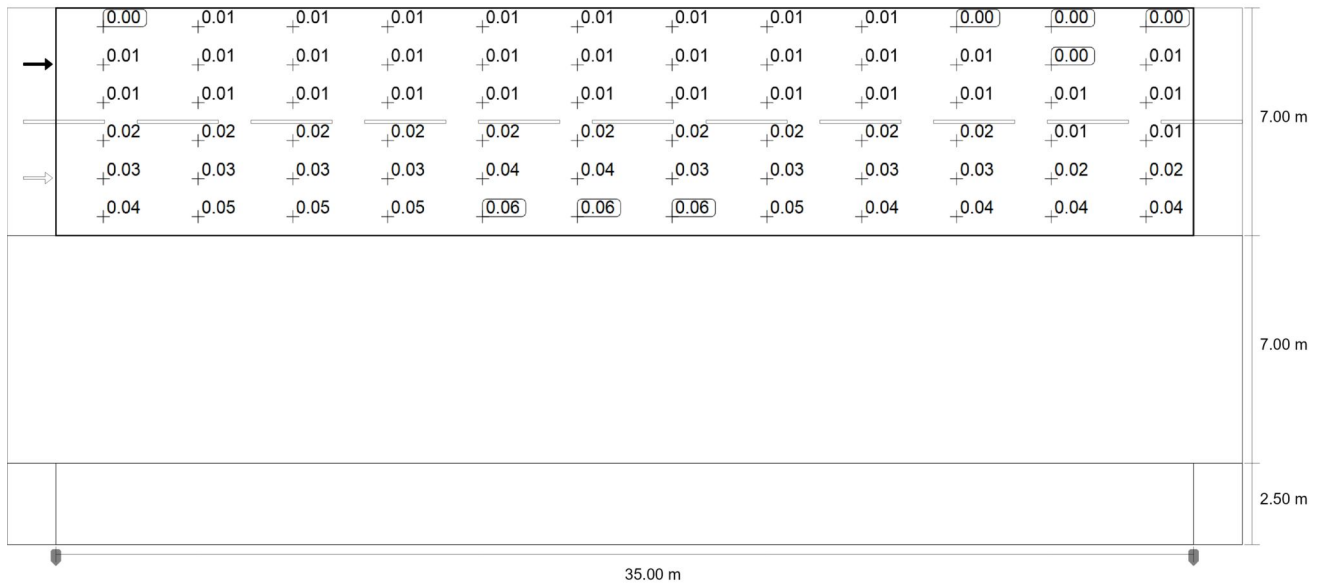 0.00 0.01 0.01 0.01 0.01 0.01 0.01 0.01 0.01 0.00 0.00 0.00
0.01 0.01 0.01 0.01 0.01 0.01 0.01 0.01 0.01 0.01 0.00 0.01
0.01 0.01 0.01 0.01 0.01 0.01 0.01 0.01 0.01 0.01 0.01 0.01
7.00 m
0.02 0.02 0.02 0.02 0.02 0.02 0.02 0.02 0.02 0.02 0.01 0.01
0.03 0.03 0.03 0.03 0.04 0.04 0.03 0.03 0.03 0.03 0.02 0.02
0.04 0.05 0.05 0.05 0.06 0.06 0.06 0.05 0.04 0.04 0.04 0.04
7.00 m
2.50 m
35.00 m